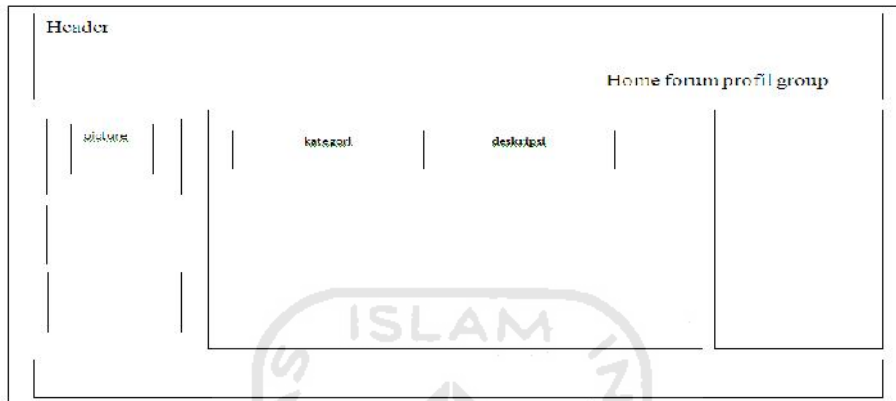 Header
Home forum profil group
picture kategori deskripsi
ISLAM